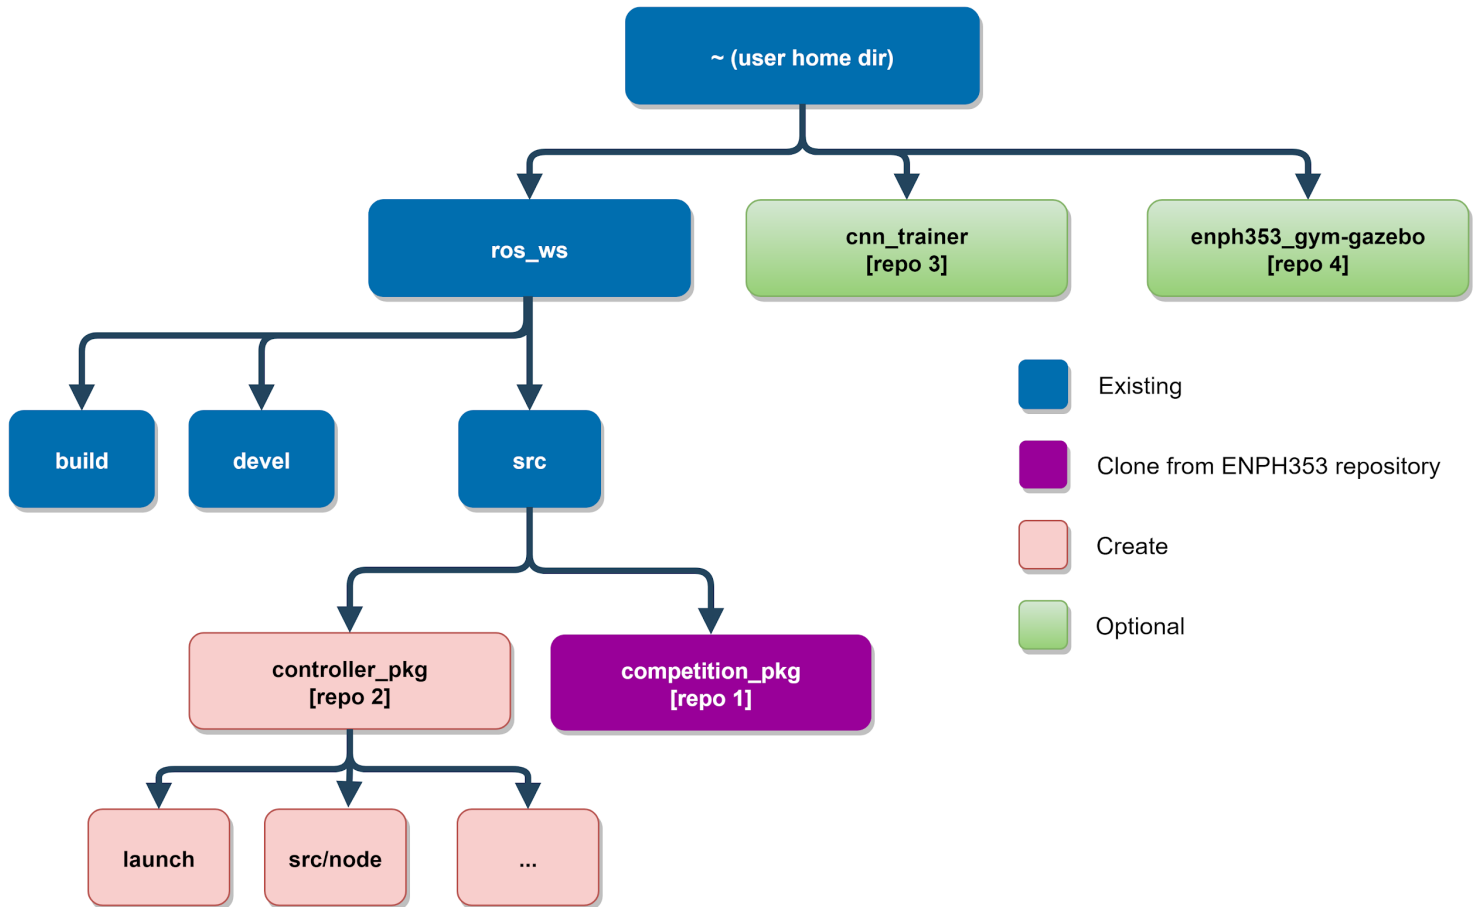 ~ (user home dir)
ros_ws
cnn_trainer
[repo 3]
enph353_gym-gazebo
[repo 4]
build
devel
src
Existing
Clone from ENPH353 repository
Create
Optional
controller_pkg
[repo 2]
competition_pkg
[repo 1]
launch
src/node
...